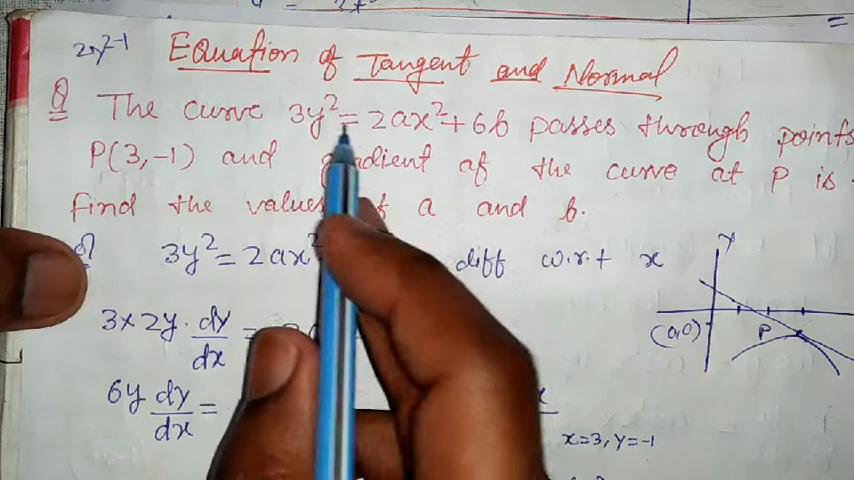 Equation of Tangent and Normal
Q The curve 3y² = 2ax² + 6b passes through points
P(3,-1) and gradient of the curve at P is -
Find the values of a and b.
3y² = 2ax² diff w.r.t x
3×2y·dy/dx =
6y dy/dx =
x=3, y=-1
y
(0,0)
P